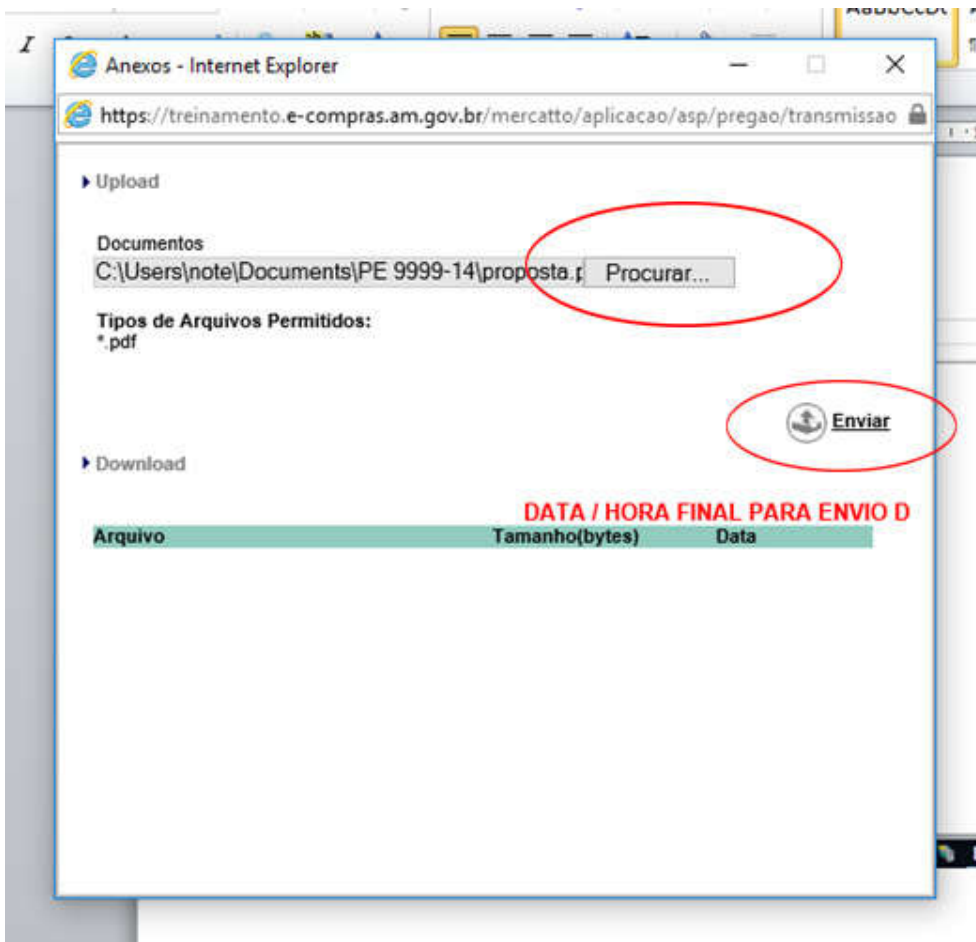 I
AaBbCcDc
Anexos - Internet Explorer
https://treinamento.e-compras.am.gov.br/mercatto/aplicacao/asp/pregao/transmissao
Upload
Documentos
C:\Users\note\Documents\PE 9999-14\proposta.p Procurar...
Tipos de Arquivos Permitidos:
*.pdf
Enviar
Download
DATA / HORA FINAL PARA ENVIO D
Arquivo Tamanho(bytes) Data